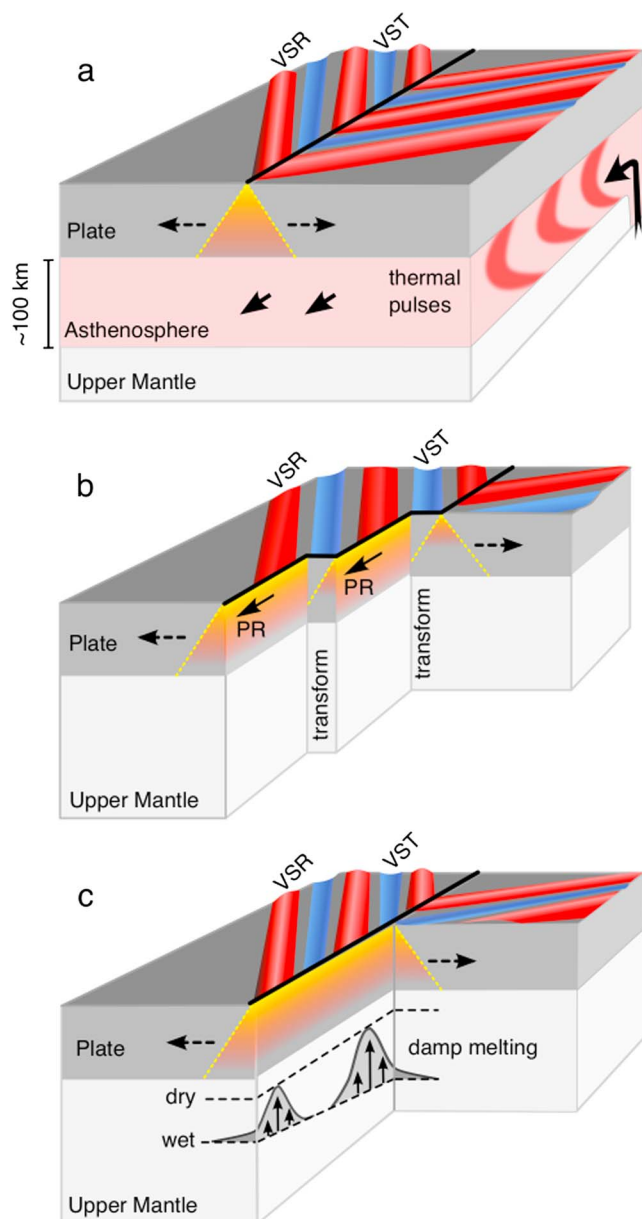 a
VSR
VST
Plate
~100 km
Asthenosphere
thermal
pulses
Upper Mantle
b
VSR
VST
Plate
PR
PR
transform
transform
Upper Mantle
c
VSR
VST
Plate
dry
wet
damp melting
Upper Mantle